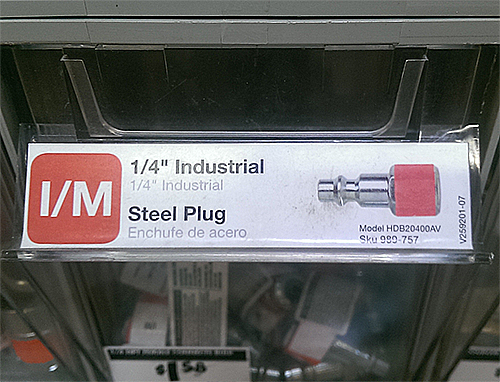 I/M
1/4" Industrial
1/4" Industrial
Steel Plug
Enchufe de acero
Model HDB20400AV
Sku 989-757
V259201-07
$1.58